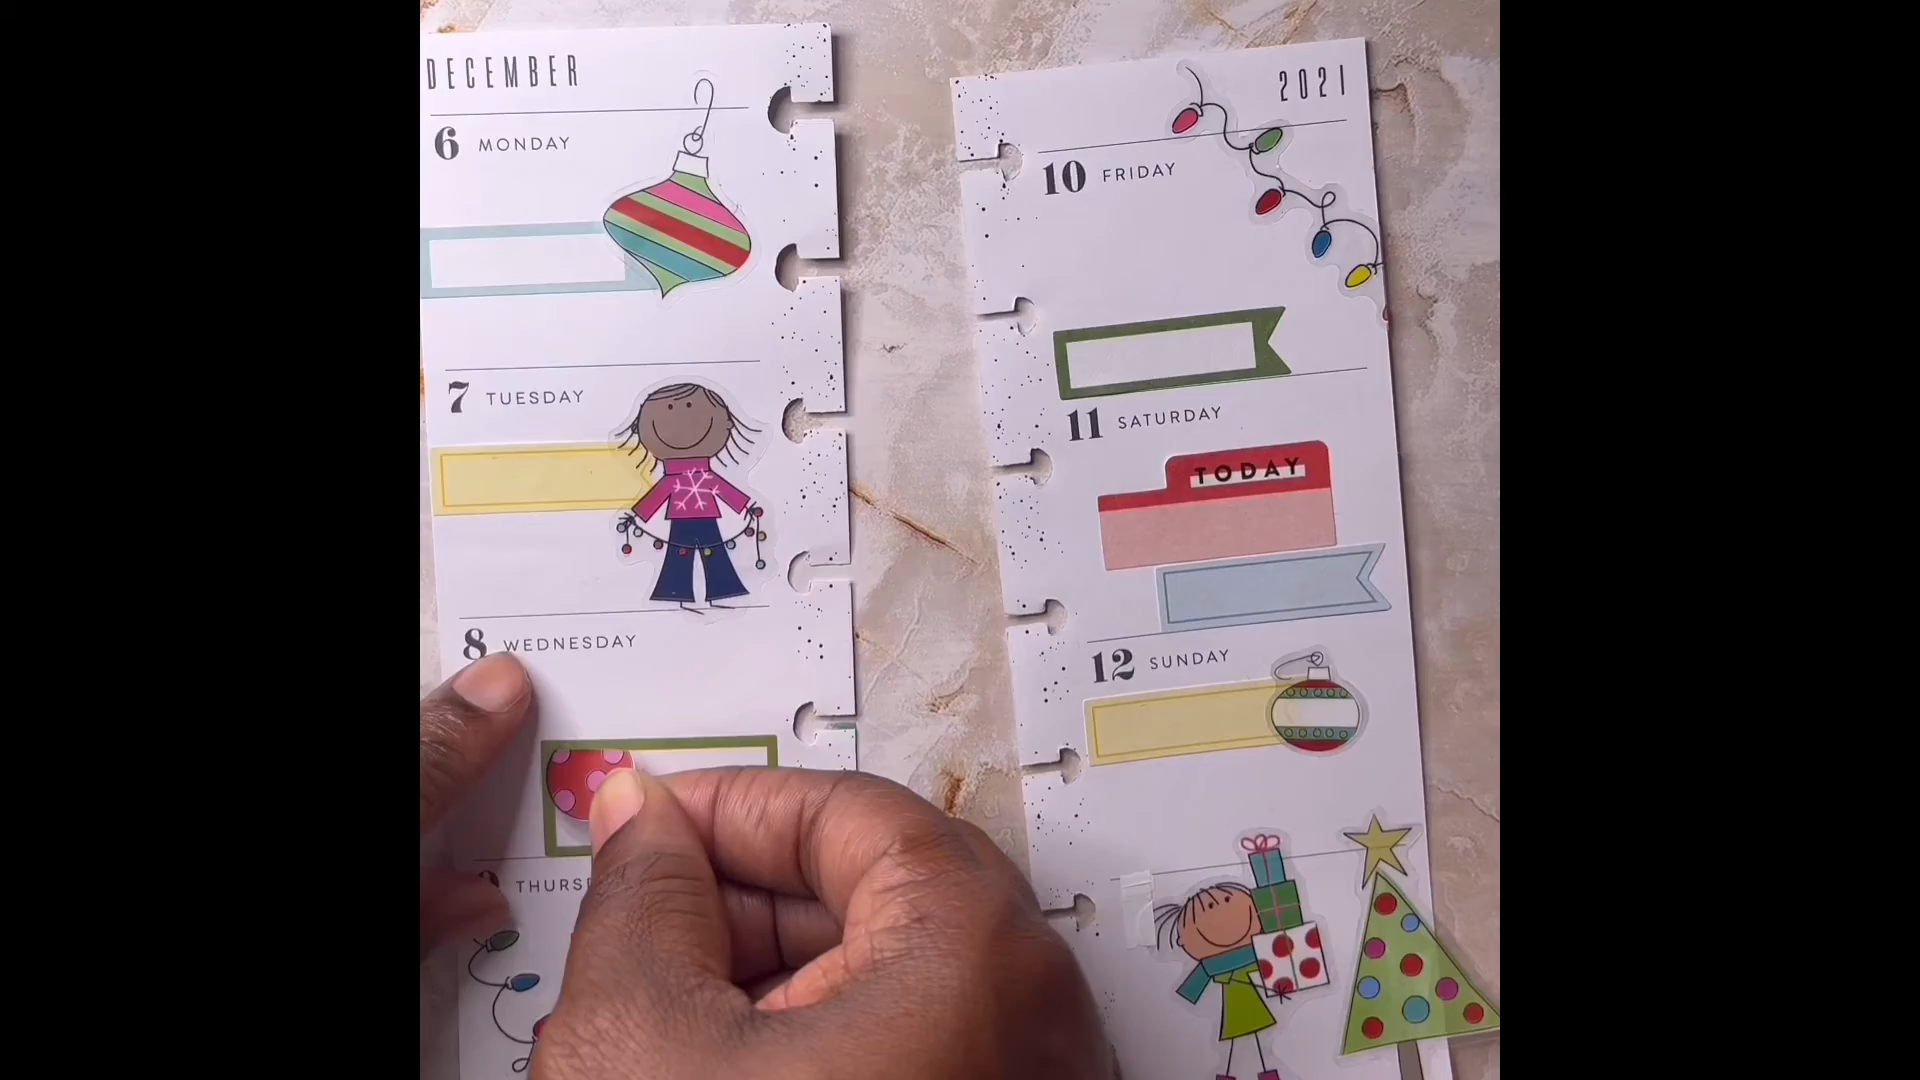 DECEMBER
6 MONDAY
7 TUESDAY
8 WEDNESDAY
2021
10 FRIDAY
11 SATURDAY
TODAY
12 SUNDAY